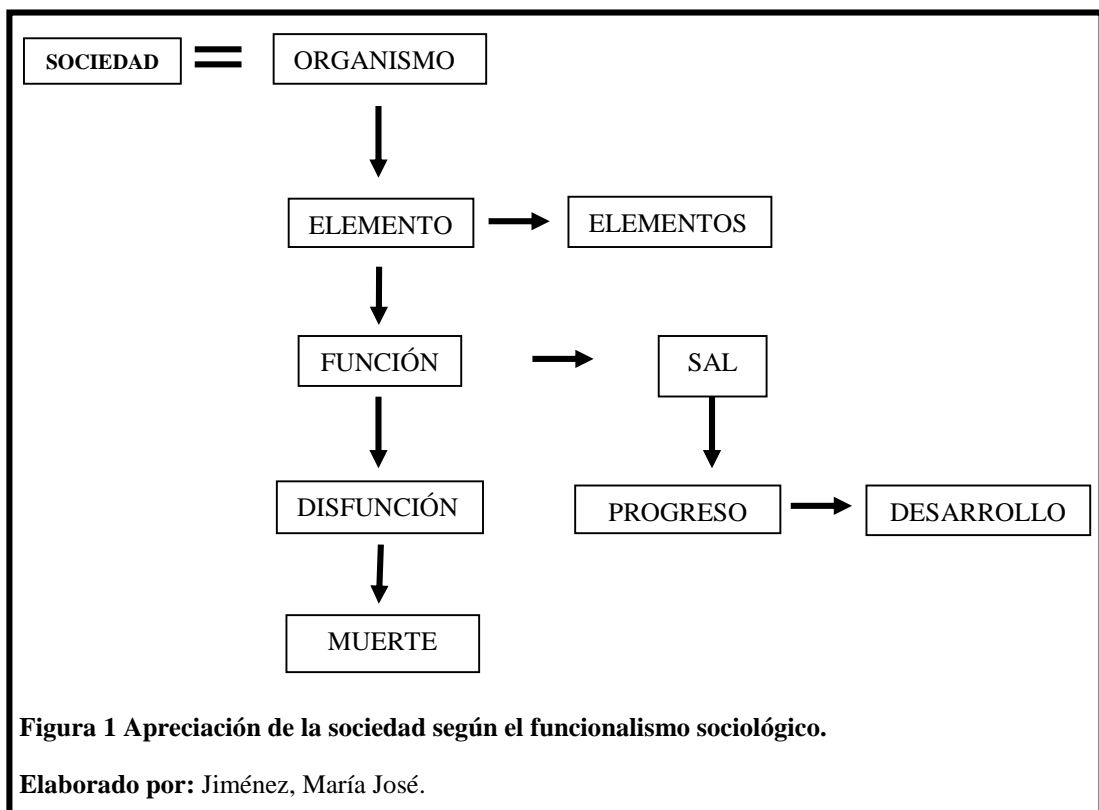 SOCIEDAD = ORGANISMO
ELEMENTO ELEMENTOS
FUNCIÓN SAL
DISFUNCIÓN PROGRESO DESARROLLO
MUERTE
Figura 1 Apreciación de la sociedad según el funcionalismo sociológico.
Elaborado por: Jiménez, María José.